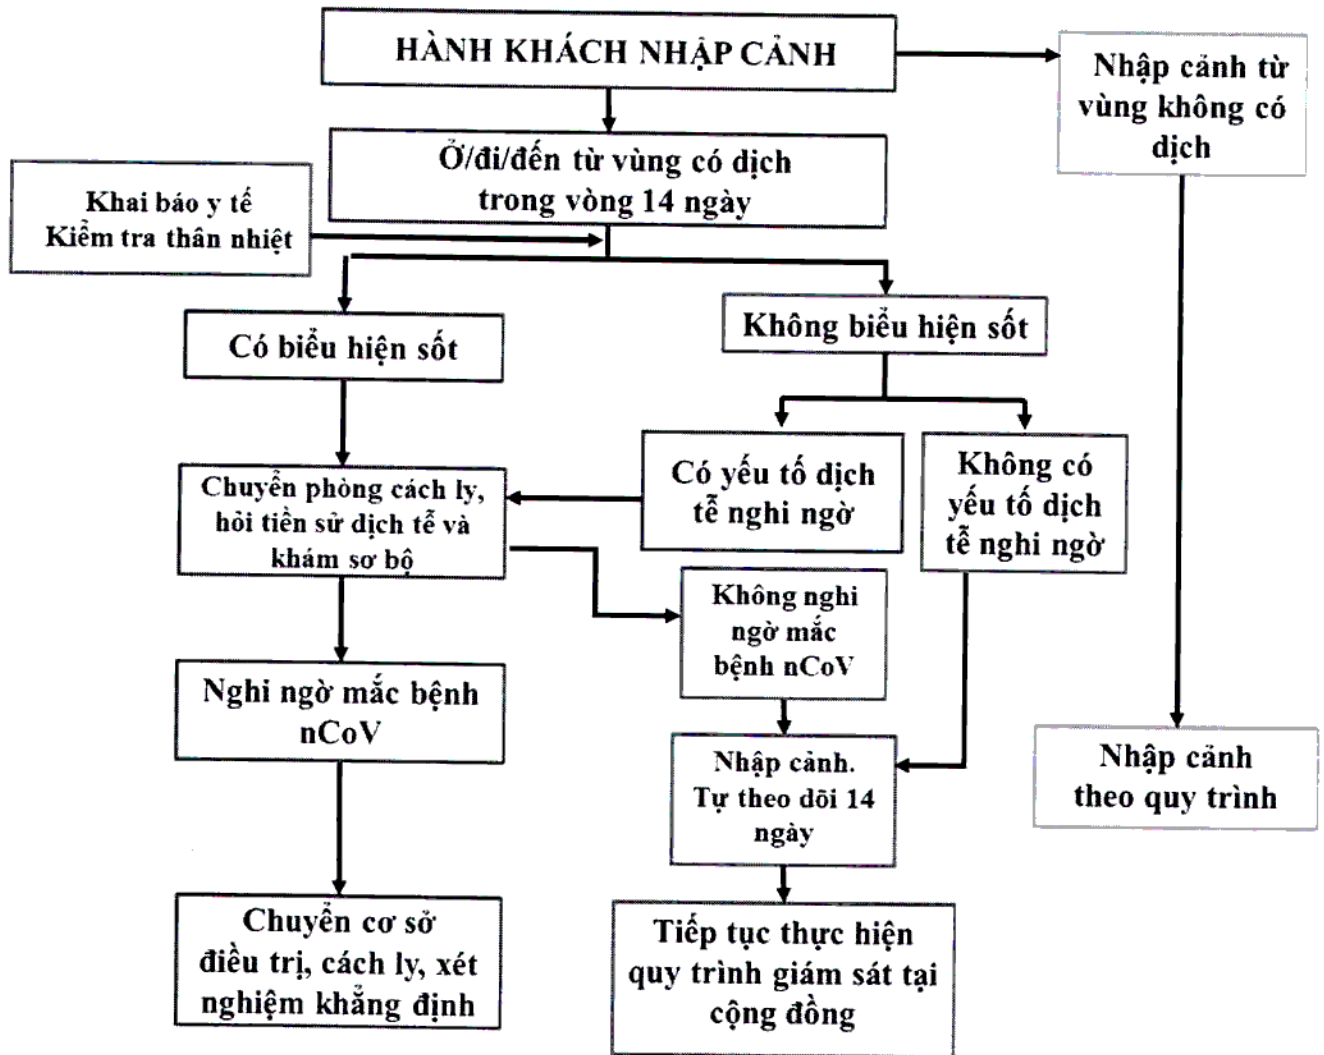 HÀNH KHÁCH NHẬP CẢNH
Nhập cảnh từ
vùng không có
dịch
Ở/đi/đến từ vùng có dịch
trong vòng 14 ngày
Khai báo y tế
Kiểm tra thân nhiệt
Có biểu hiện sốt
Không biểu hiện sốt
Chuyển phòng cách ly,
hỏi tiền sử dịch tễ và
khám sơ bộ
Có yếu tố dịch
tễ nghi ngờ
Không có
yếu tố dịch
tễ nghi ngờ
Không nghi
ngờ mắc
bệnh nCoV
Nghi ngờ mắc bệnh
nCoV
Nhập cảnh.
Tự theo dõi 14
ngày
Nhập cảnh
theo quy trình
Chuyển cơ sở
điều trị, cách ly, xét
nghiệm khẳng định
Tiếp tục thực hiện
quy trình giám sát tại
cộng đồng